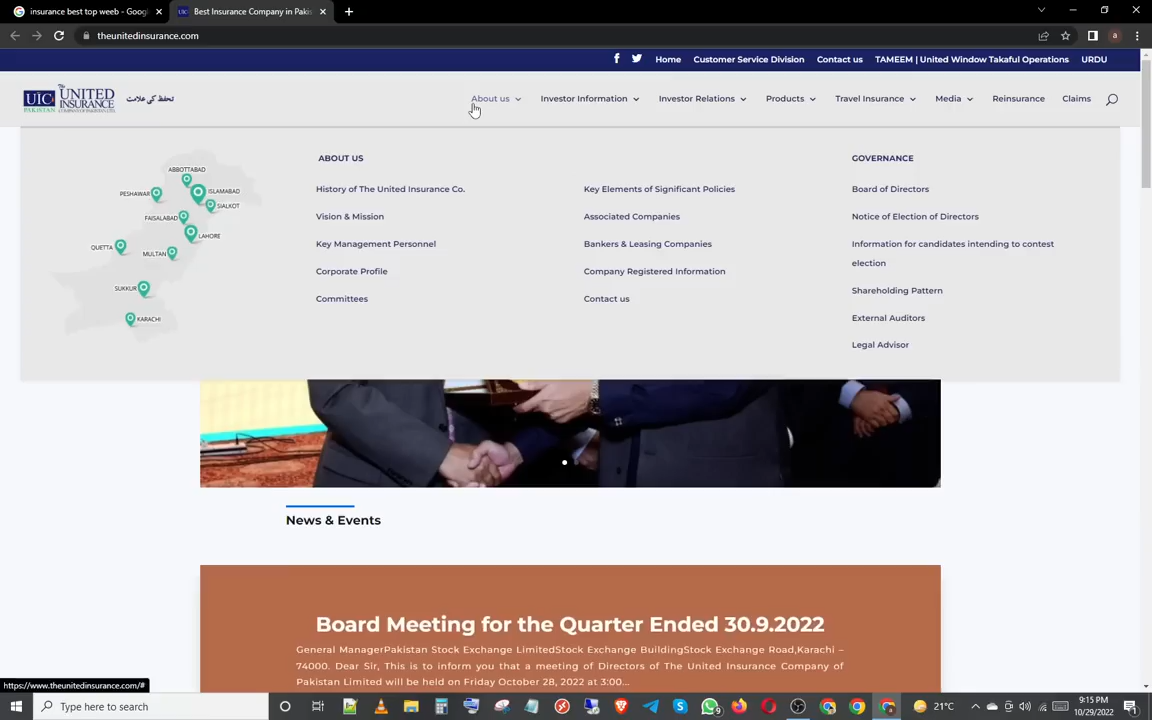 insurance best top weeb - Googl
Best Insurance Company in Pakis
theunitedinsurance.com
a
Home
Customer Service Division
Contact us
TAMEEM | United Window Takaful Operations
URDU
UIC
PAKISTAN
The
UNITED
INSURANCE
تحفظ کی علامت
About us
Investor Information
Investor Relations
Products
Travel Insurance
Media
Reinsurance
Claims
ABBOTTABAD
PESHAWAR
ISLAMABAD
SIALKOT
FAISALABAD
LAHORE
QUETTA
MULTAN
SUKKUR
KARACHI
ABOUT US
History of The United Insurance Co.
Vision & Mission
Key Management Personnel
Corporate Profile
Committees
Key Elements of Significant Policies
Associated Companies
Bankers & Leasing Companies
Company Registered Information
Contact us
GOVERNANCE
Board of Directors
Notice of Election of Directors
Information for candidates intending to contest
election
Shareholding Pattern
External Auditors
Legal Advisor
News & Events
Board Meeting for the Quarter Ended 30.9.2022
General ManagerPakistan Stock Exchange LimitedStock Exchange BuildingStock Exchange Road,Karachi –
74000. Dear Sir, This is to inform you that a meeting of Directors of The United Insurance Company of
Pakistan Limited will be held on Friday October 28, 2022 at 3:00...
https://www.theunitedinsurance.com/#
Type here to search
9
21°C
9:15 PM
10/29/2022
1